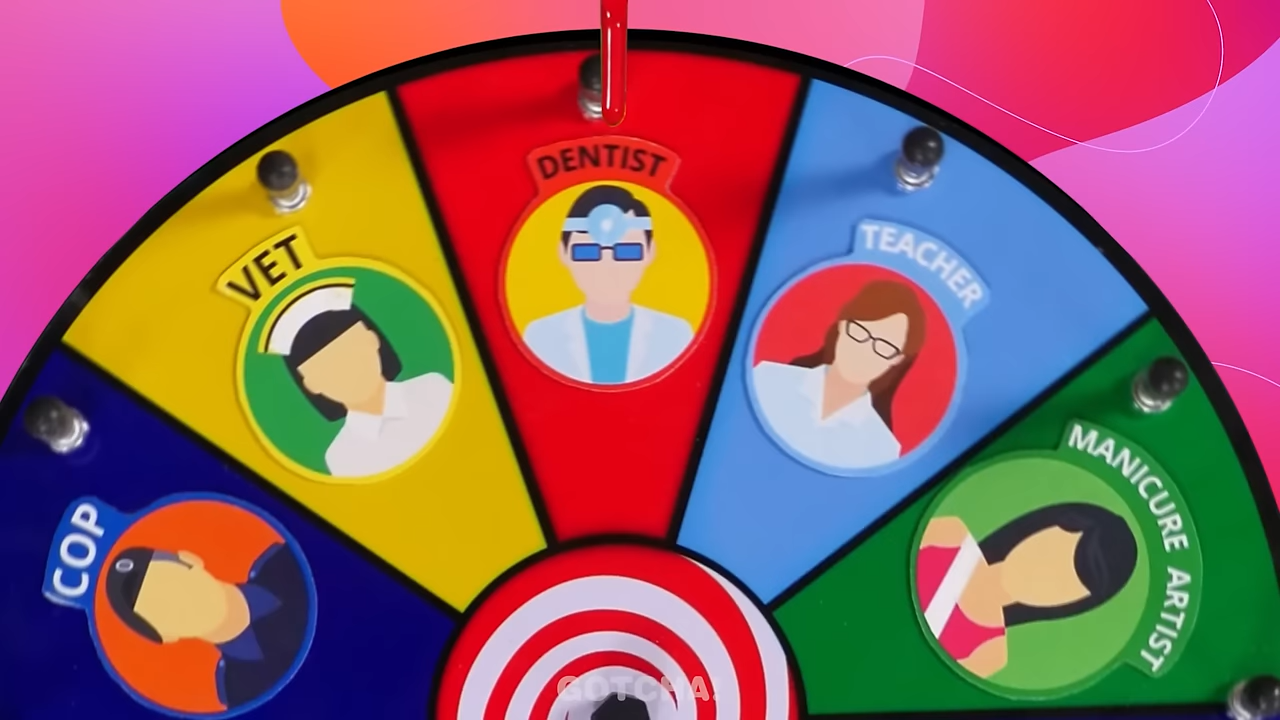 DENTIST
VET
TEACHER
COP
MANICURE ARTIST
GOTCHA!